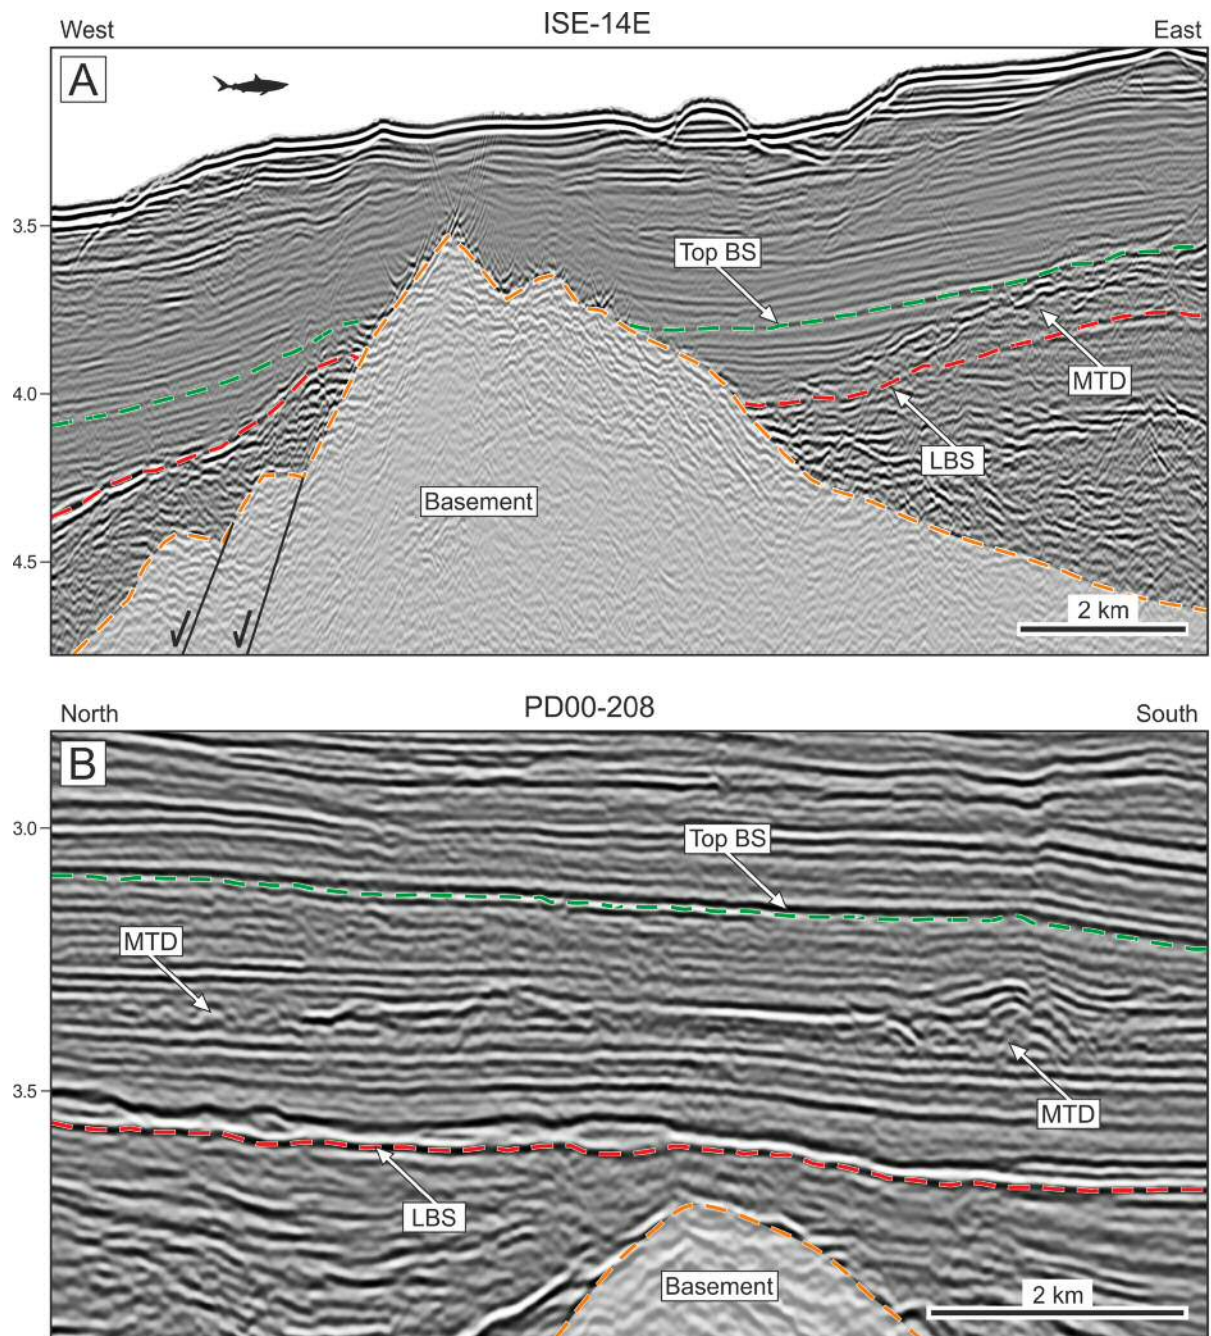 ISE-14E
West
East
A
3.5
Top BS
MTD
4.0
LBS
Basement
4.5
2 km
PD00-208
North
South
B
3.0
Top BS
MTD
3.5
MTD
LBS
Basement
2 km